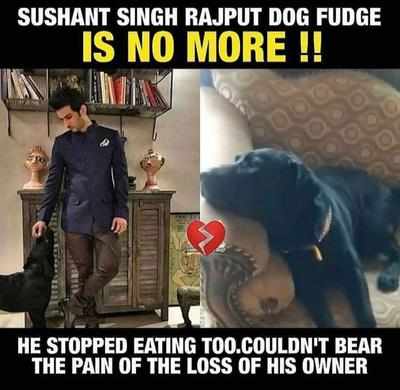 SUSHANT SINGH RAJPUT DOG FUDGE
IS NO MORE !!
HE STOPPED EATING TOO.COULDN'T BEAR
THE PAIN OF THE LOSS OF HIS OWNER